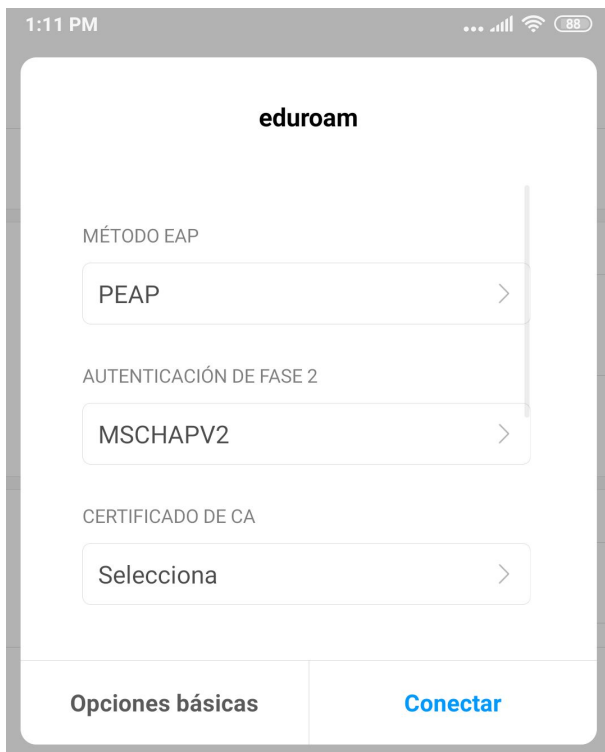 1:11 PM
88
eduroam
MÉTODO EAP
PEAP
AUTENTICACIÓN DE FASE 2
MSCHAPV2
CERTIFICADO DE CA
Selecciona
Opciones básicas
Conectar